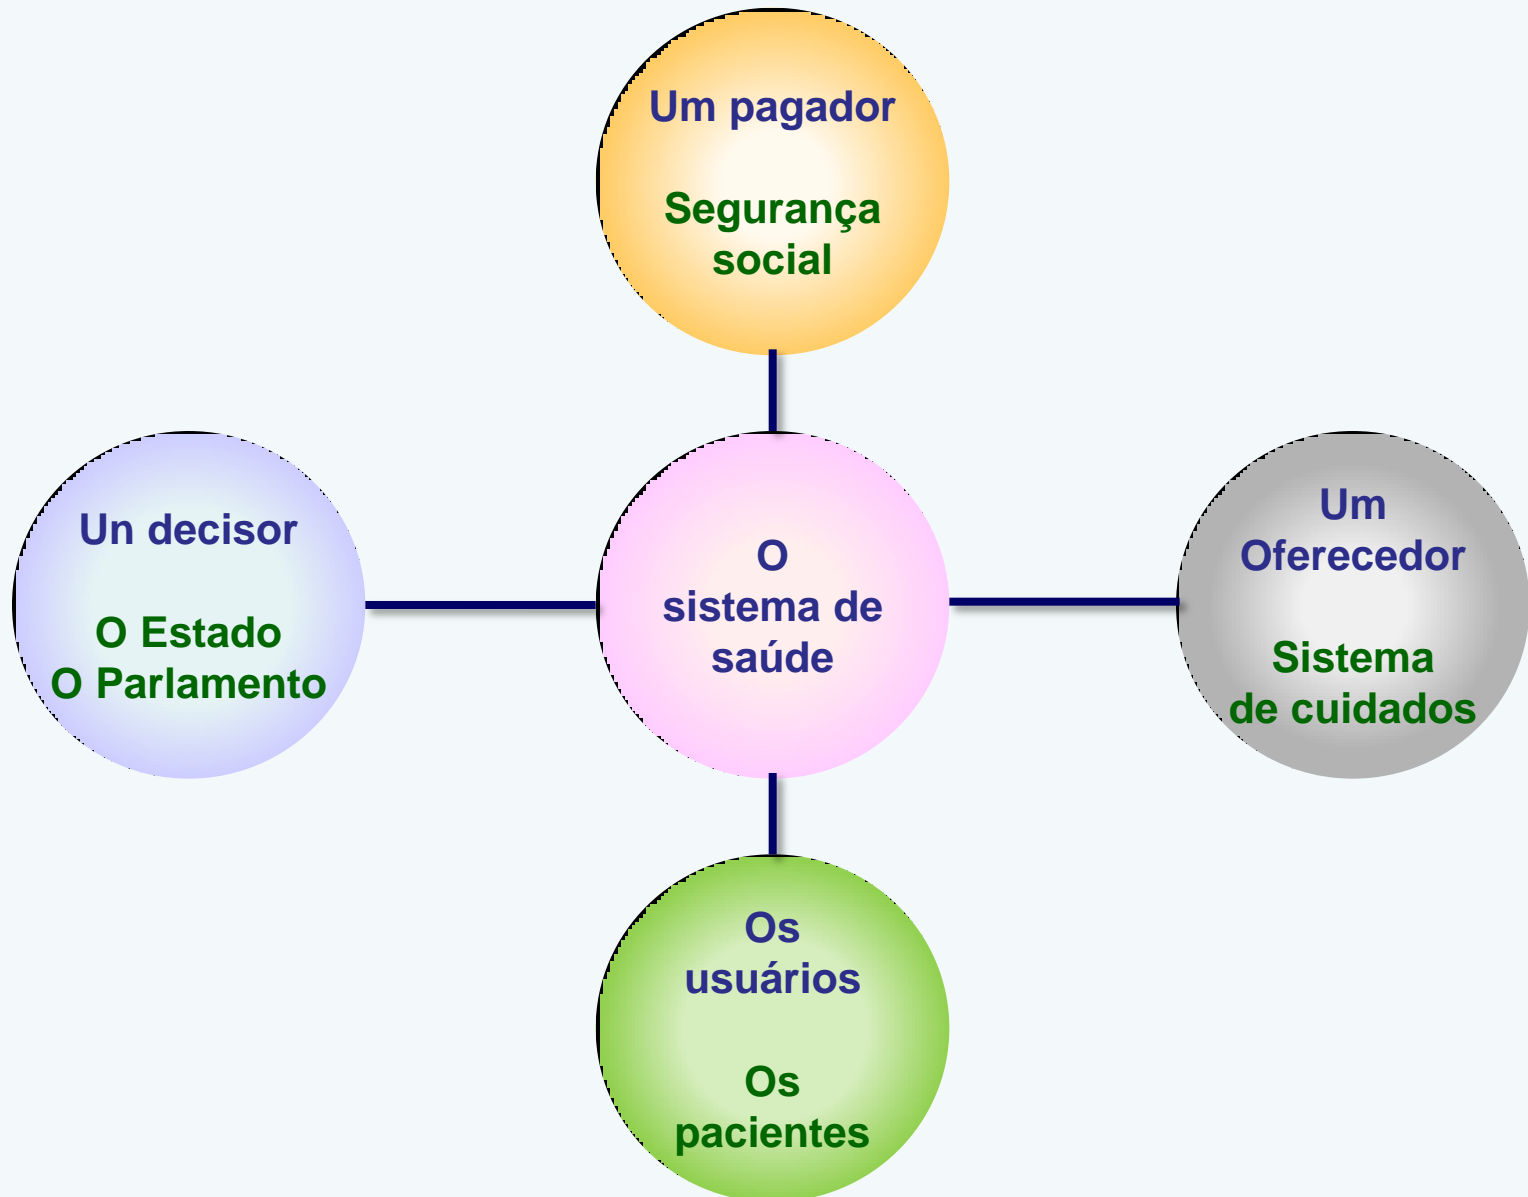 Um pagador
Segurança
social
Un decisor
O Estado
O Parlamento
O
sistema de
saúde
Um
Oferecedor
Sistema
de cuidados
Os
usuários
Os
pacientes